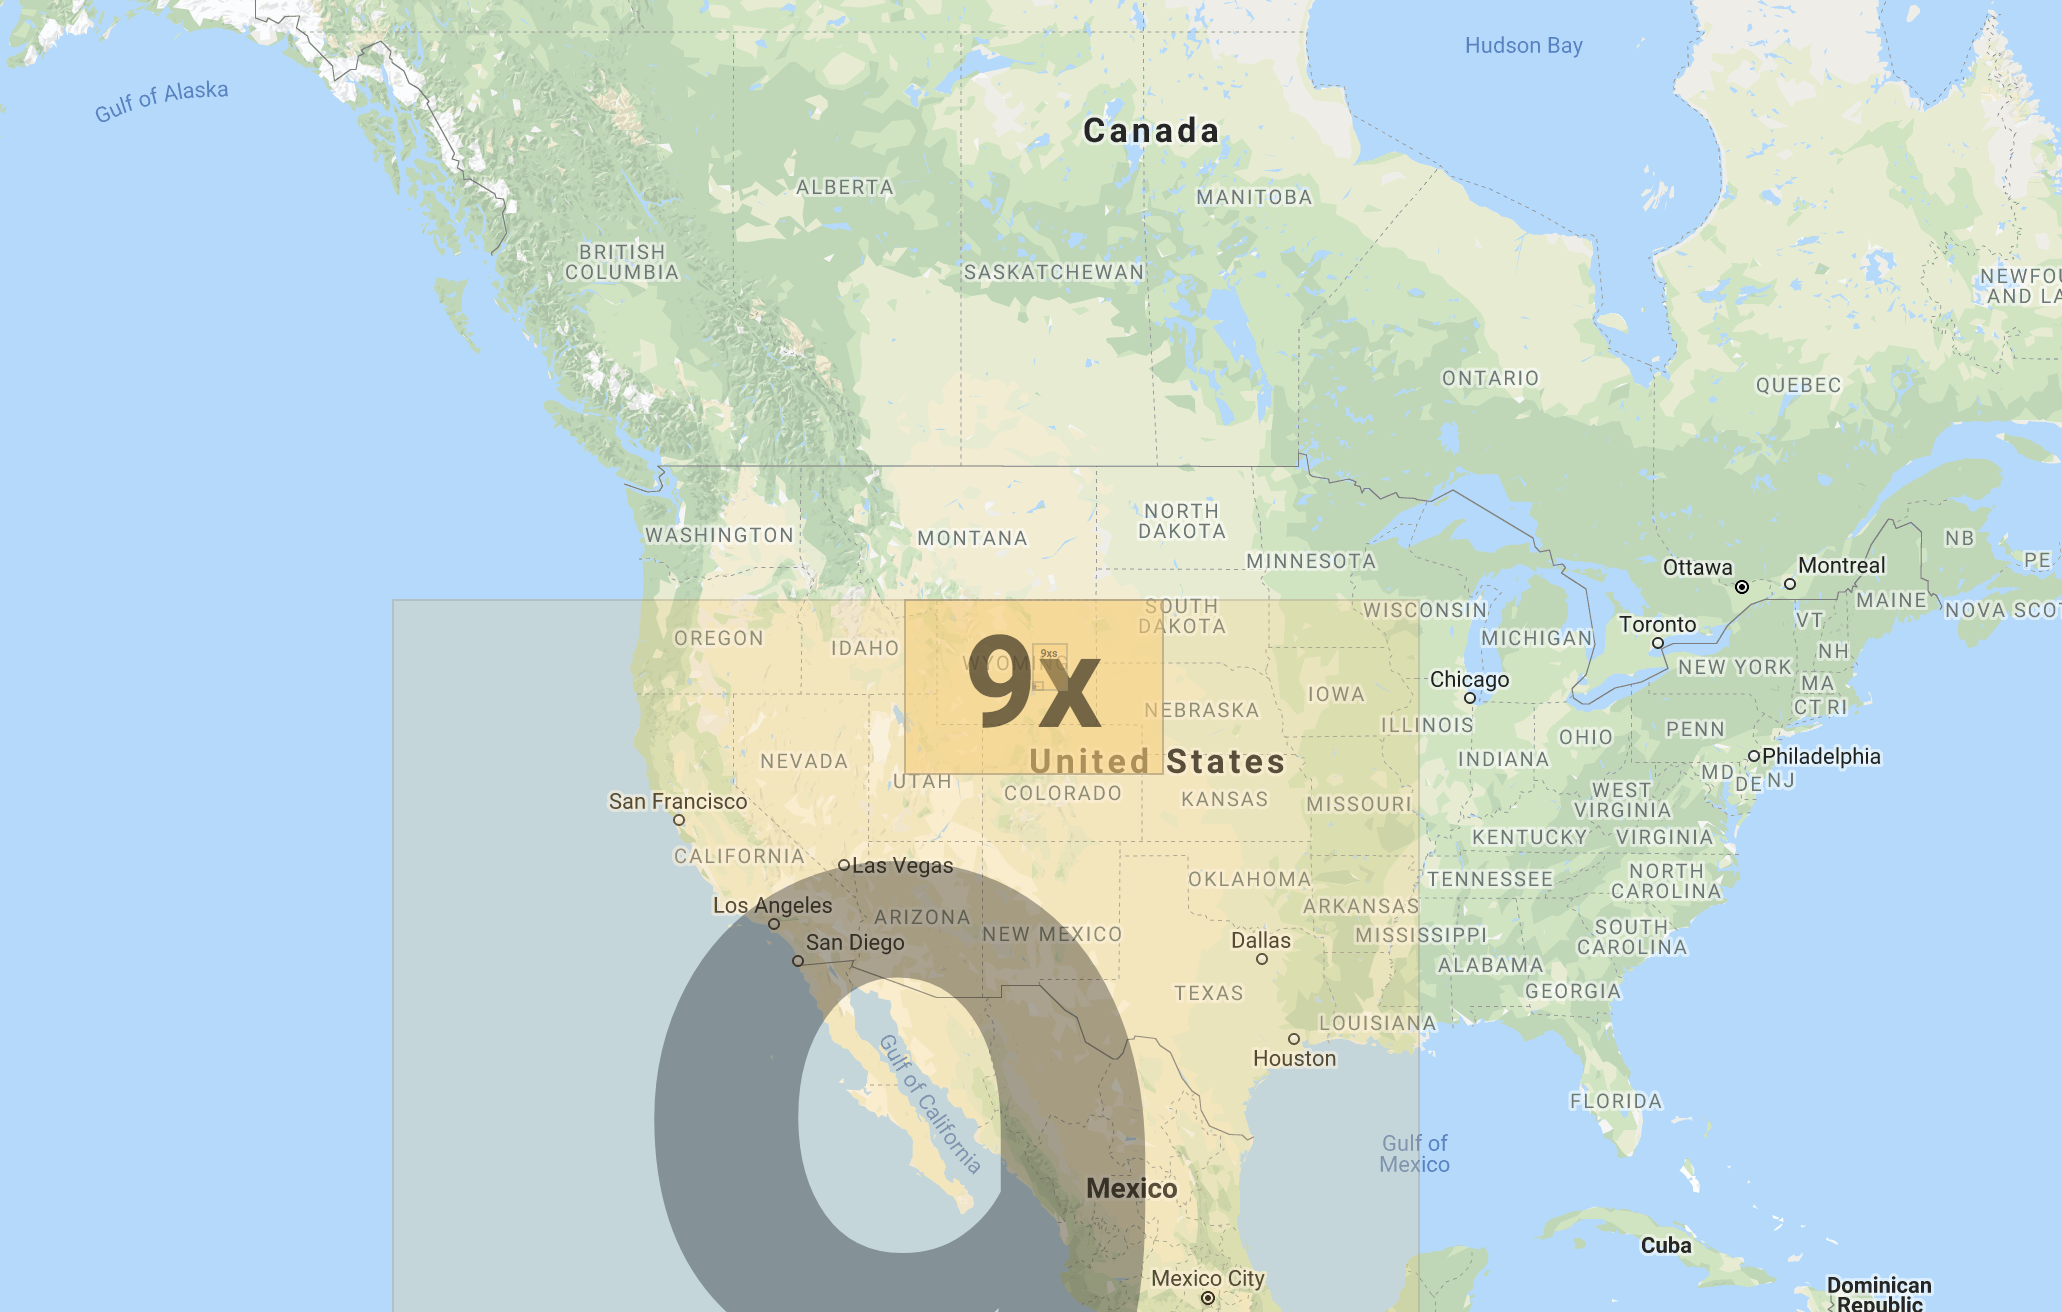 Hudson Bay
Gulf of Alaska
Canada
ALBERTA
MANITOBA
BRITISH
COLUMBIA
SASKATCHEWAN
NEWFOU
AND LA
ONTARIO
QUEBEC
NORTH
DAKOTA
WASHINGTON
MONTANA
NB
MINNESOTA
PE
Ottawa
Montreal
SOUTH
DAKOTA
WISCONSIN
MAINE
NOVA SCOT
VT
Toronto
OREGON
IDAHO
MICHIGAN
9x
9xs
WYOMING
NH
NEW YORK
Chicago
MA
IOWA
CT RI
NEBRASKA
ILLINOIS
PENN
OHIO
United States
NEVADA
INDIANA
Philadelphia
MD
DE NJ
UTAH
COLORADO
KANSAS
MISSOURI
WEST
VIRGINIA
San Francisco
KENTUCKY
VIRGINIA
CALIFORNIA
Las Vegas
OKLAHOMA
TENNESSEE
NORTH
CAROLINA
Los Angeles
ARIZONA
ARKANSAS
NEW MEXICO
MISSISSIPPI
SOUTH
CAROLINA
San Diego
Dallas
ALABAMA
TEXAS
GEORGIA
LOUISIANA
Houston
Gulf of California
FLORIDA
9
Gulf of
Mexico
Mexico
Cuba
Mexico City
Dominican
Republic